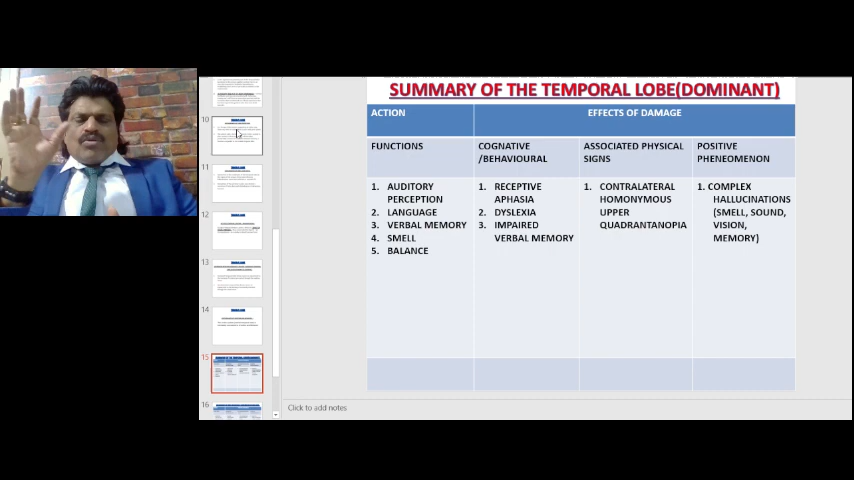 SUMMARY OF THE TEMPORAL LOBE(DOMINANT)
ACTION
EFFECTS OF DAMAGE
FUNCTIONS
COGNATIVE
/BEHAVIOURAL
ASSOCIATED PHYSICAL
SIGNS
POSITIVE
PHENEOMENON
1. AUDITORY
PERCEPTION
2. LANGUAGE
3. VERBAL MEMORY
4. SMELL
5. BALANCE
1. RECEPTIVE
APHASIA
2. DYSLEXIA
3. IMPAIRED
VERBAL MEMORY
1. CONTRALATERAL
HOMONYMOUS
UPPER
QUADRANTANOPIA
1. COMPLEX
HALLUCINATIONS
(SMELL, SOUND,
VISION,
MEMORY)
10
11
12
13
14
15
16
Click to add notes